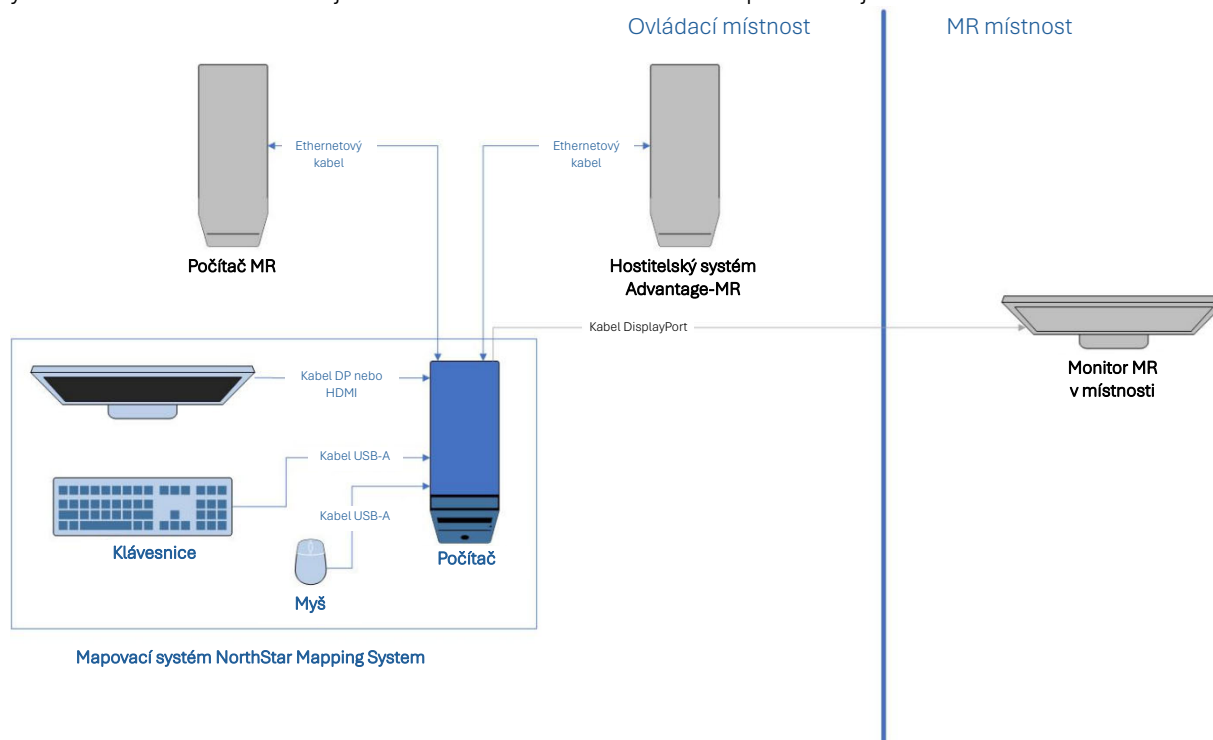 Ovládací místnost
MR místnost
Ethernetový
kabel
Ethernetový
kabel
Počítač MR
Hostitelský systém
Advantage-MR
Kabel DisplayPort
Monitor MR
v místnosti
Kabel DP nebo
HDMI
Kabel USB-A
Kabel USB-A
Klávesnice
Počítač
Myš
Mapovací systém NorthStar Mapping System